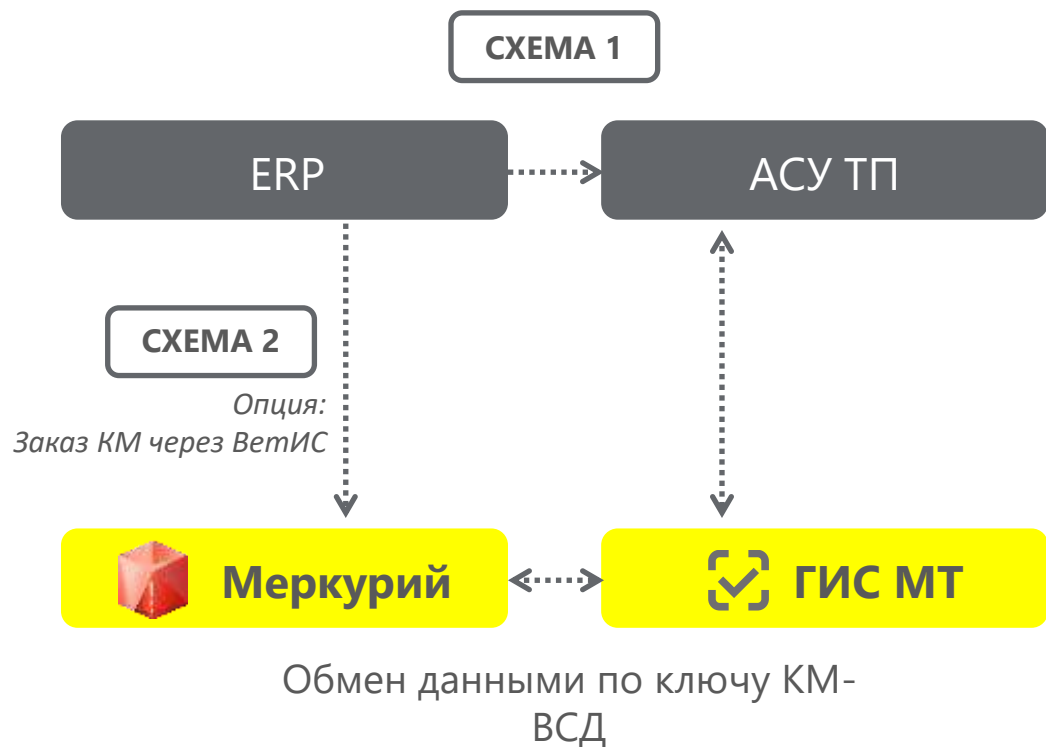 СХЕМА 1
ERP
АСУ ТП
СХЕМА 2
Опция:
Заказ КМ через ВетИС
Меркурий
ГИС МТ
Обмен данными по ключу КМ-
ВСД